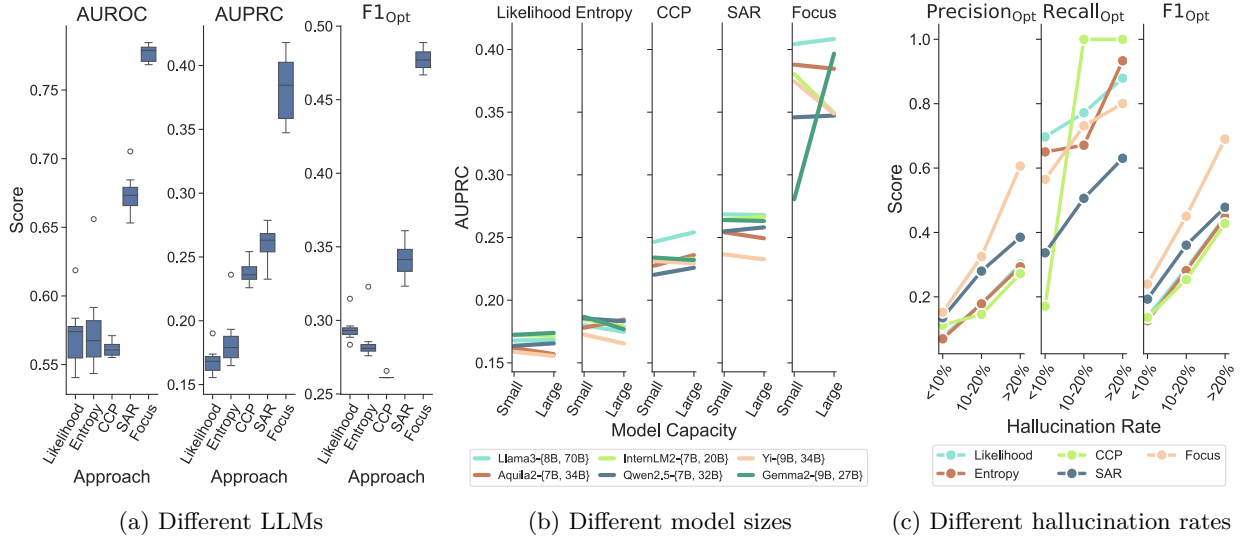 AUROC AUPRC F1Opt
Score
0.75
0.70
0.65
0.60
0.55
0.40
0.35
0.30
0.25
0.20
0.15
0.50
0.45
0.40
0.35
0.30
0.25
Likelihood Entropy CCP SAR Focus
Likelihood Entropy CCP SAR Focus
Likelihood Entropy CCP SAR Focus
Approach Approach Approach
(a) Different LLMs
Likelihood Entropy CCP SAR Focus
AUPRC
0.40
0.35
0.30
0.25
0.20
0.15
Small Large Small Large Small Large Small Large Small Large
Model Capacity
Llama3-{8B, 70B} InternLM2-{7B, 20B} Yi-{9B, 34B}
Aquila2-{7B, 34B} Qwen2.5-{7B, 32B} Gemma2-{9B, 27B}
(b) Different model sizes
PrecisionOpt RecallOpt F1Opt
Score
1.0
0.8
0.6
0.4
0.2
<10% 10-20% >20% <10% 10-20% >20% <10% 10-20% >20%
Hallucination Rate
Likelihood CCP Focus
Entropy SAR
(c) Different hallucination rates